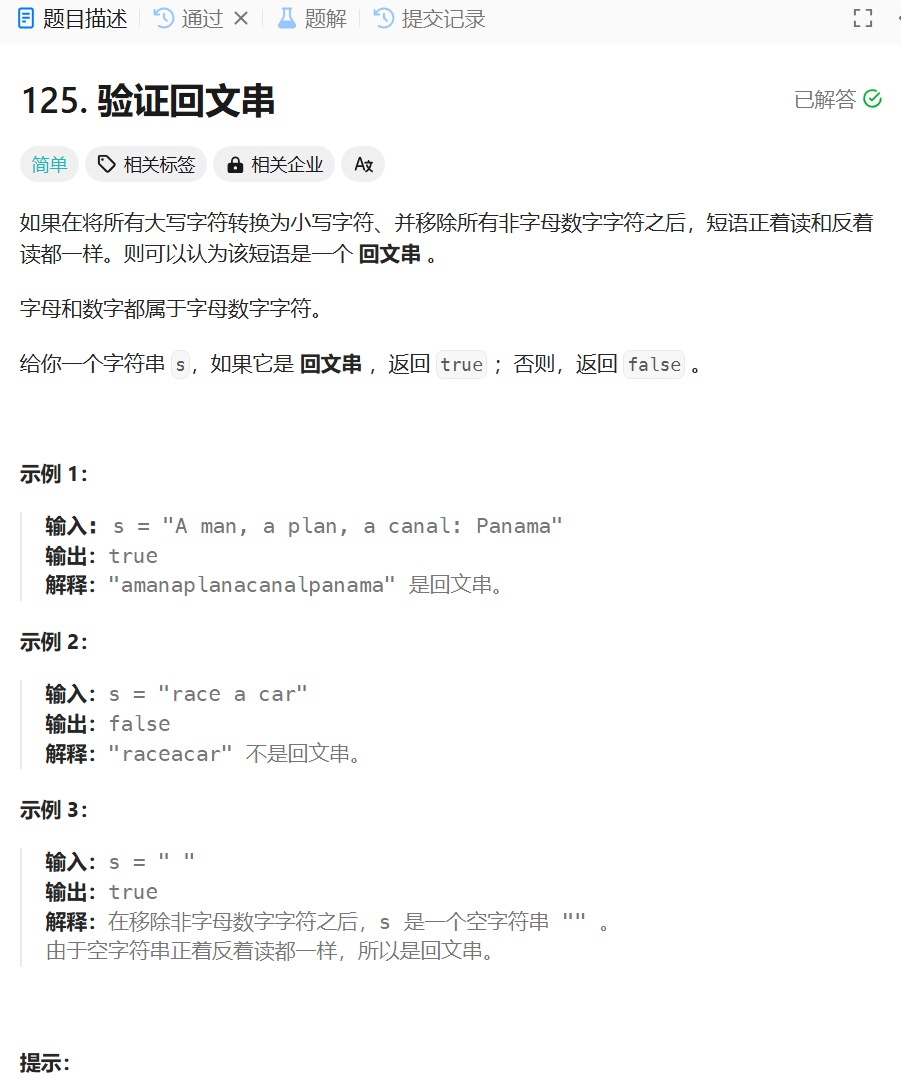 题目描述 通过 题解 提交记录
125. 验证回文串
已解答
简单 相关标签 相关企业
如果在将所有大写字符转换为小写字符、并移除所有非字母数字字符之后，短语正着读和反着
读都一样。则可以认为该短语是一个 回文串 。
字母和数字都属于字母数字字符。
给你一个字符串 s，如果它是 回文串 ，返回 true ；否则，返回 false 。
示例 1：
输入: s = "A man, a plan, a canal: Panama"
输出：true
解释："amanaplanacanalpanama" 是回文串。
示例 2：
输入：s = "race a car"
输出：false
解释："raceacar" 不是回文串。
示例 3：
输入：s = " "
输出：true
解释：在移除非字母数字字符之后，s 是一个空字符串 "" 。
由于空字符串正着反着读都一样，所以是回文串。
提示：